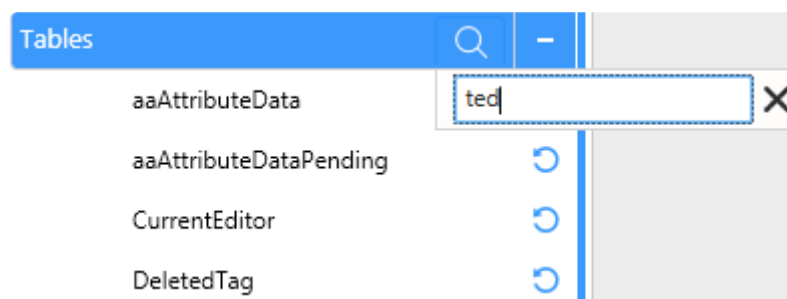 Tables
aaAttributeData
ted
aaAttributeDataPending
CurrentEditor
DeletedTag